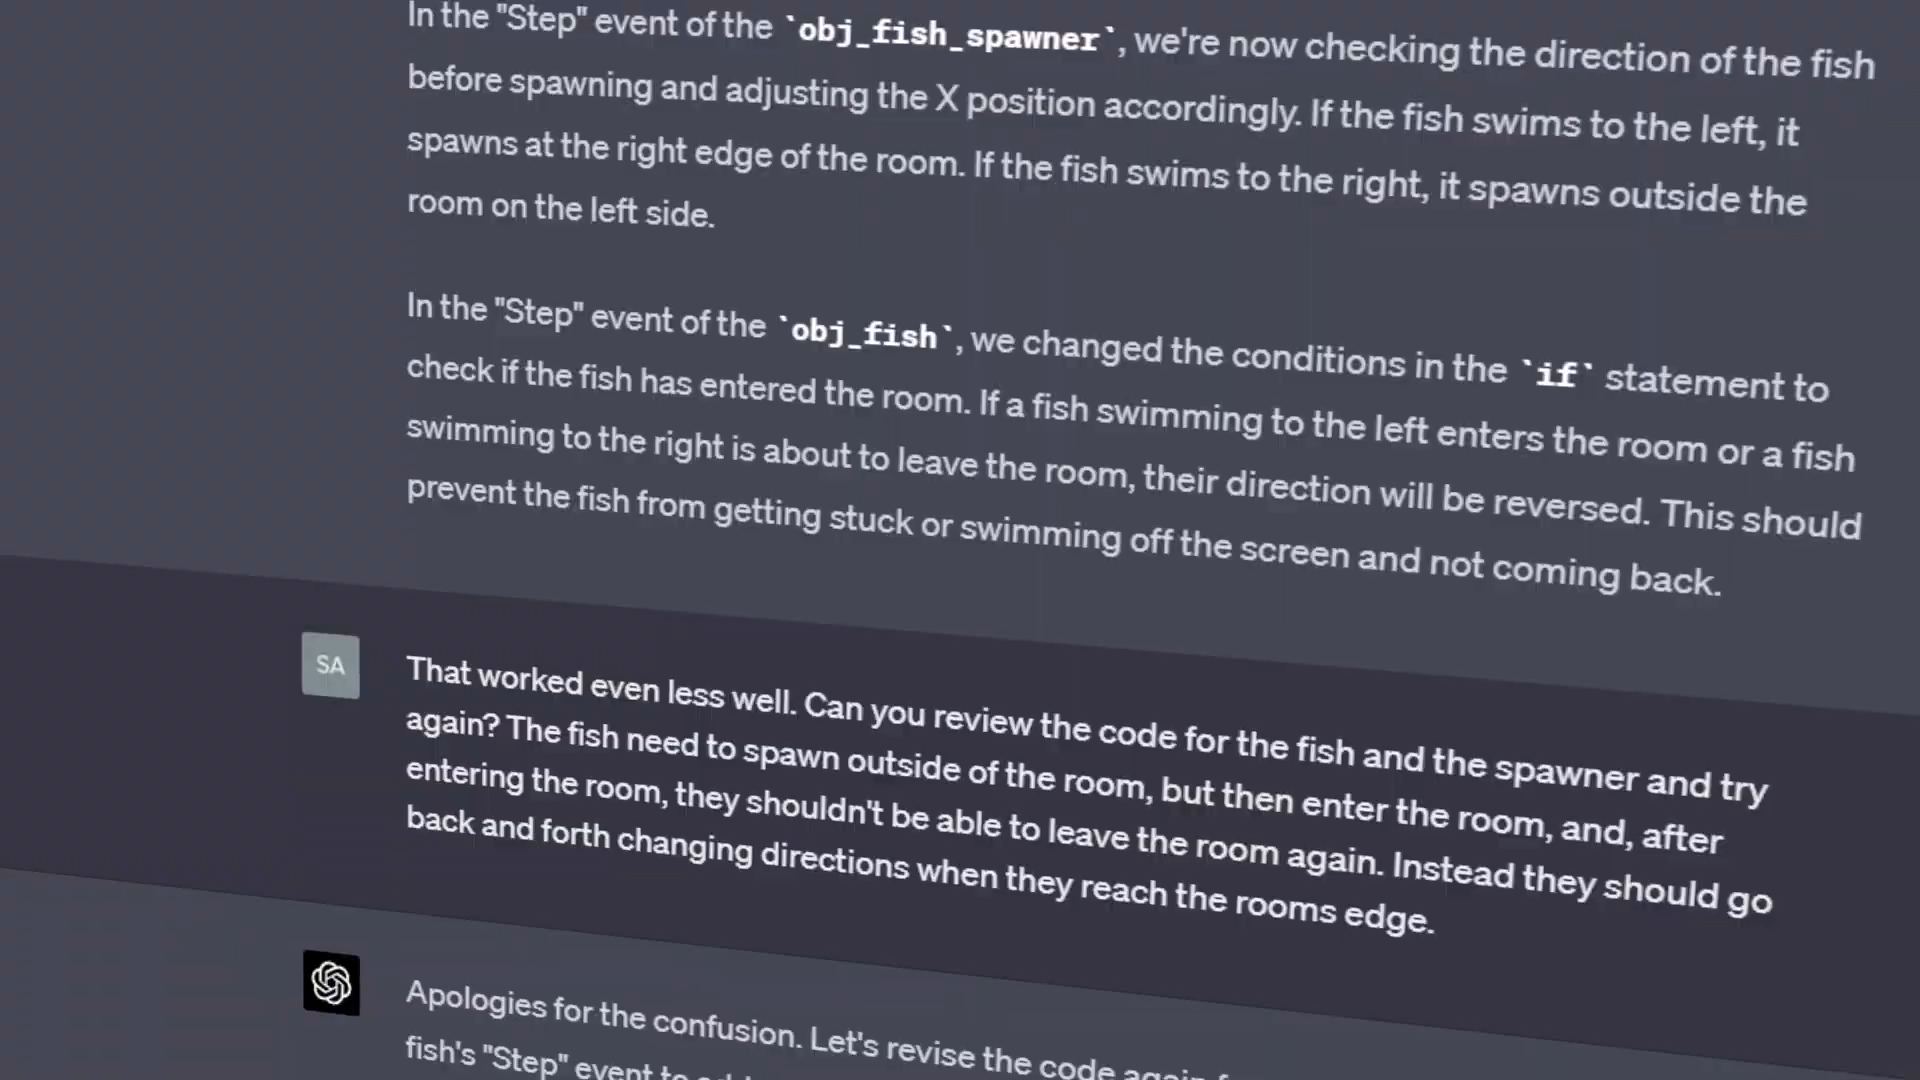 In the "Step" event of the `obj_fish_spawner`, we're now checking the direction of the fish
before spawning and adjusting the X position accordingly. If the fish swims to the left, it
spawns at the right edge of the room. If the fish swims to the right, it spawns outside the
room on the left side.
In the "Step" event of the `obj_fish`, we changed the conditions in the `if` statement to
check if the fish has entered the room. If a fish swimming to the left enters the room or a fish
swimming to the right is about to leave the room, their direction will be reversed. This should
prevent the fish from getting stuck or swimming off the screen and not coming back.
SA
That worked even less well. Can you review the code for the fish and the spawner and try
again? The fish need to spawn outside of the room, but then enter the room, and, after
entering the room, they shouldn't be able to leave the room again. Instead they should go
back and forth changing directions when they reach the rooms edge.
Apologies for the confusion. Let's revise the code again
fish's "Step" event to